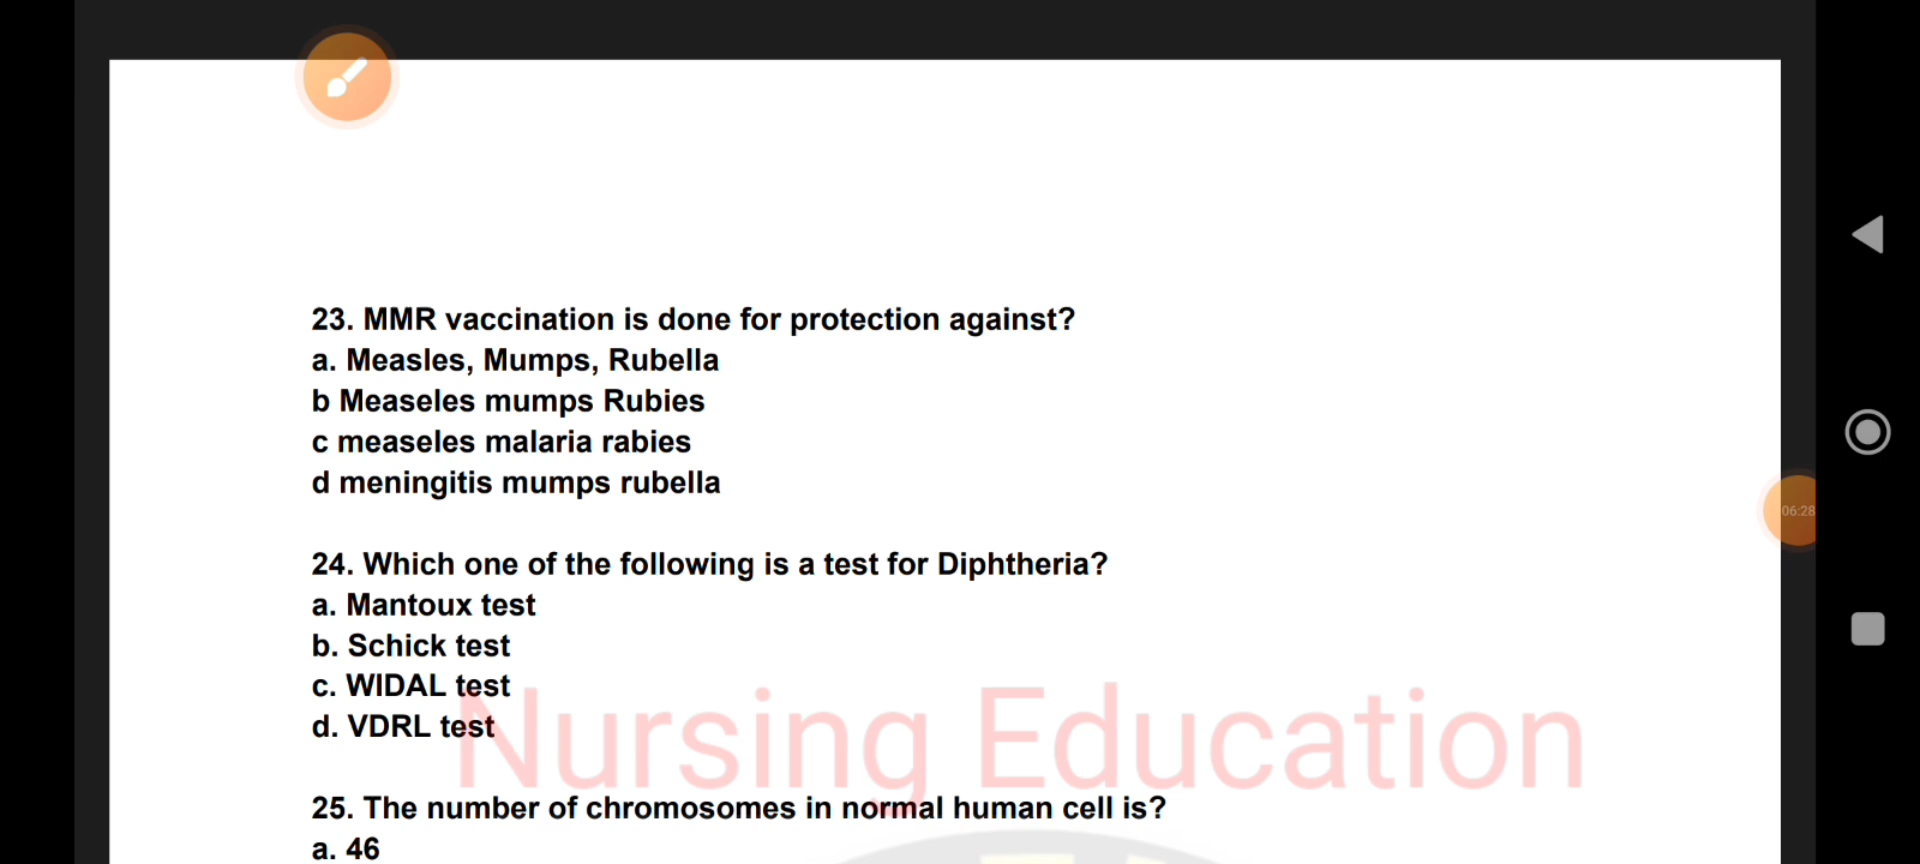 23. MMR vaccination is done for protection against?
a. Measles, Mumps, Rubella
b Measeles mumps Rubies
c measeles malaria rabies
d meningitis mumps rubella
06:28
24. Which one of the following is a test for Diphtheria?
a. Mantoux test
b. Schick test
c. WIDAL test
d. VDRL test
Nursing Education
25. The number of chromosomes in normal human cell is?
a. 46